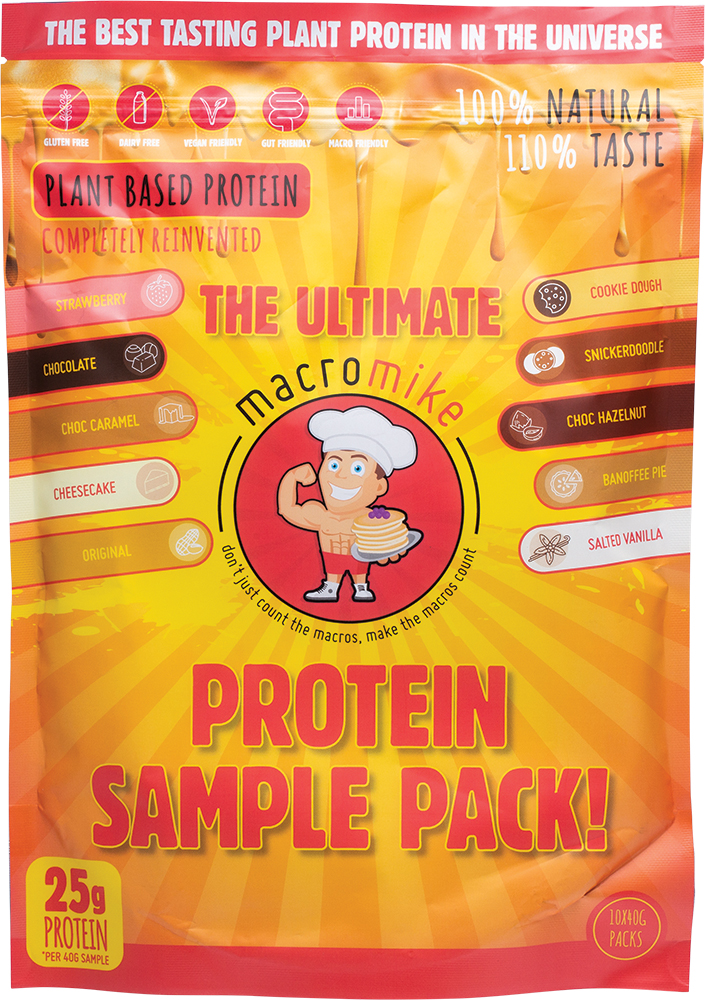 THE BEST TASTING PLANT PROTEIN IN THE UNIVERSE
GLUTEN FREE
DAIRY FREE
VEGAN FRIENDLY
GUT FRIENDLY
MACRO FRIENDLY
100% NATURAL
110% TASTE
PLANT BASED PROTEIN
COMPLETELY REINVENTED
STRAWBERRY
CHOCOLATE
CHOC CARAMEL
CHEESECAKE
ORIGINAL
THE ULTIMATE
macromike
don't just count the macros, make the macros count
COOKIE DOUGH
SNICKERDOODLE
CHOC HAZELNUT
BANOFFEE PIE
SALTED VANILLA
PROTEIN
SAMPLE PACK!
25g
PROTEIN
*PER 40G SAMPLE
10X40G
PACKS